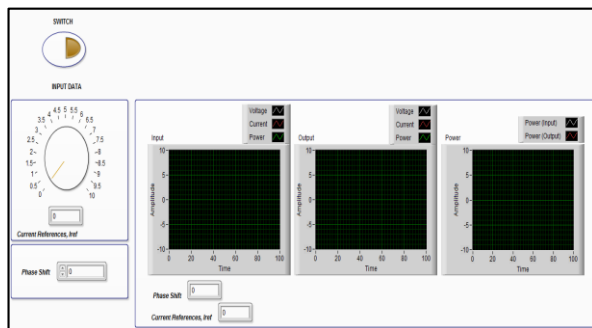 SWITCH
INPUT DATA
0 0.5 1 1.5 2 2.5 3 3.5 4 4.5 5 5.5 6 6.5 7 7.5 8 8.5 9 9.5 10
0
Current References, Iref
Phase Shift 0
Voltage
Current
Power
Input
Amplitude
10
5
0
-5
-10
0 20 40 60 80 100
Time
Voltage
Current
Power
Output
Amplitude
10
5
0
-5
-10
0 20 40 60 80 100
Time
Power (Input)
Power (Output)
Power
Amplitude
10
5
0
-5
-10
0 20 40 60 80 100
Time
Phase Shift 0
Current References, Iref 0